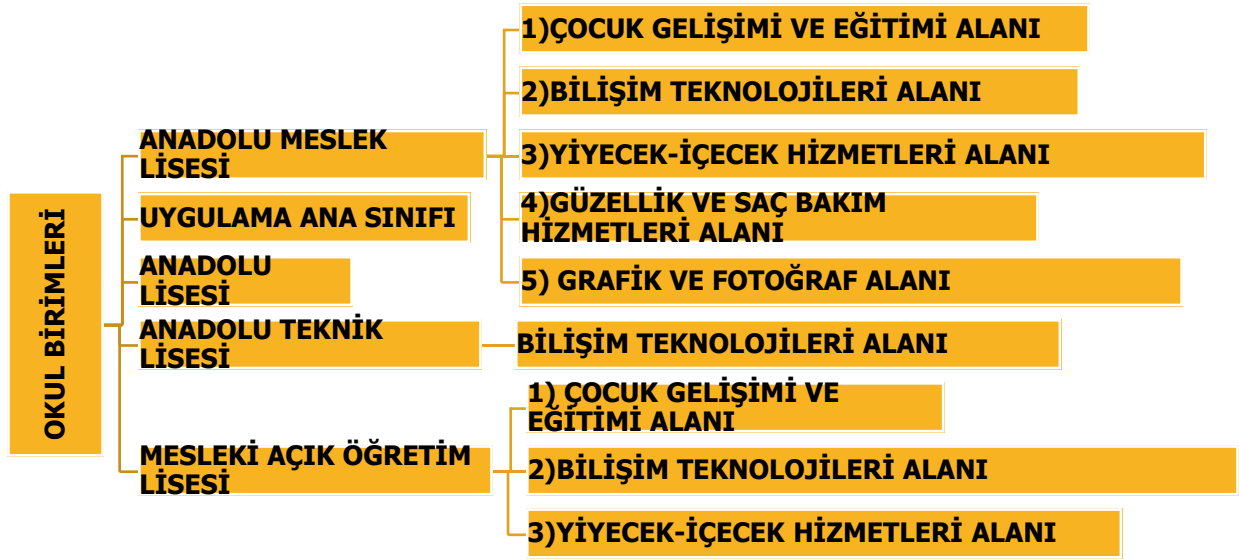 OKUL BİRİMLERİ
ANADOLU MESLEK
LİSESİ
1)ÇOCUK GELİŞİMİ VE EĞİTİMİ ALANI
2)BİLİŞİM TEKNOLOJİLERİ ALANI
3)YİYECEK-İÇECEK HİZMETLERİ ALANI
4)GÜZELLİK VE SAÇ BAKIM
HİZMETLERİ ALANI
5) GRAFİK VE FOTOĞRAF ALANI
UYGULAMA ANA SINIFI
ANADOLU
LİSESİ
ANADOLU TEKNİK
LİSESİ
BİLİŞİM TEKNOLOJİLERİ ALANI
MESLEKİ AÇIK ÖĞRETİM
LİSESİ
1) ÇOCUK GELİŞİMİ VE
EĞİTİMİ ALANI
2)BİLİŞİM TEKNOLOJİLERİ ALANI
3)YİYECEK-İÇECEK HİZMETLERİ ALANI